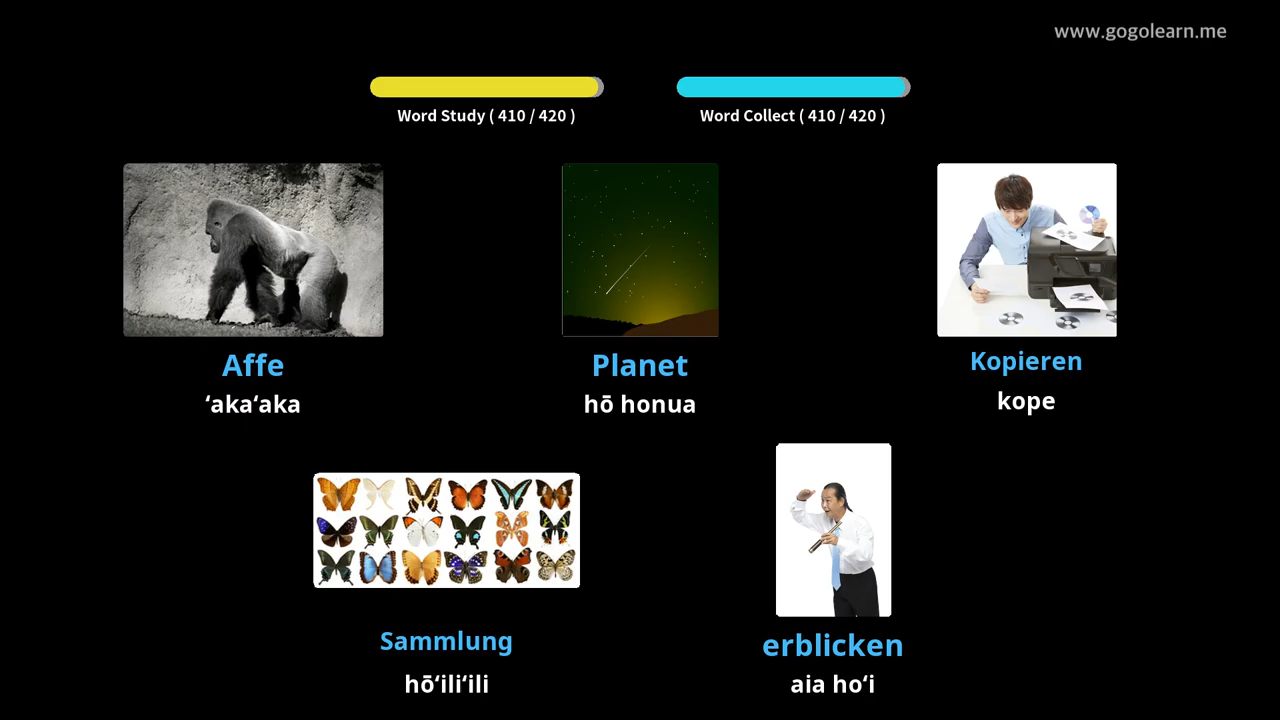 www.gogolearn.me
Word Study ( 410 / 420 )
Word Collect ( 410 / 420 )
Affe
ʻakaʻaka
Planet
hō honua
Kopieren
kope
Sammlung
hōʻiliʻili
erblicken
aia hoʻi